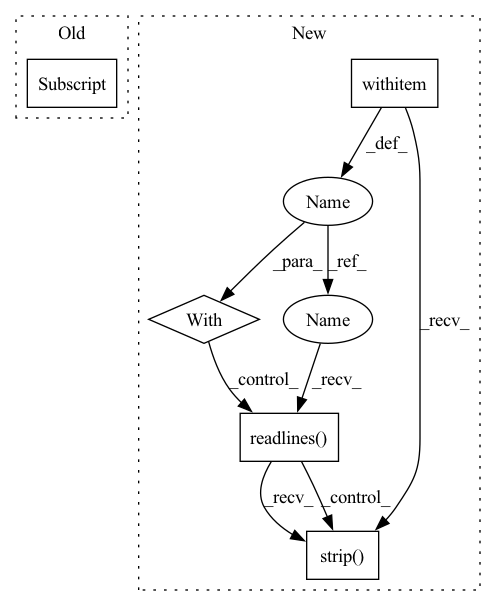 Old
New
Subscript
withitem
_def_
Name
_para_
_ref_
_recv_
With
Name
_control_
_recv_
readlines()
_recv_
_control_
strip()